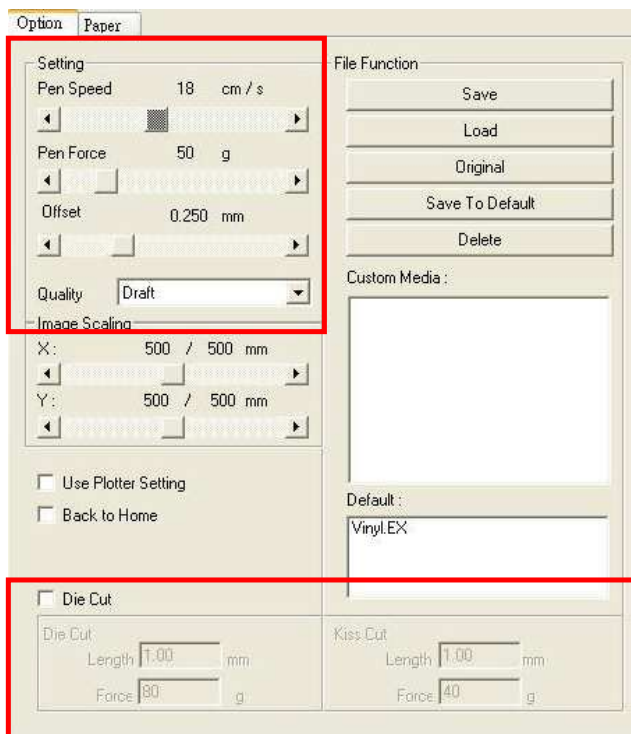 Option Paper
Setting
Pen Speed 18 cm / s
Pen Force 50 g
Offset 0.250 mm
Quality Draft
Image Scaling
X : 500 / 500 mm
Y : 500 / 500 mm
Use Plotter Setting
Back to Home
File Function
Save
Load
Original
Save To Default
Delete
Custom Media :
Default :
Vinyl.EX
Die Cut
Die Cut
Length 1.00 mm
Force 80 g
Kiss Cut
Length 1.00 mm
Force 40 g